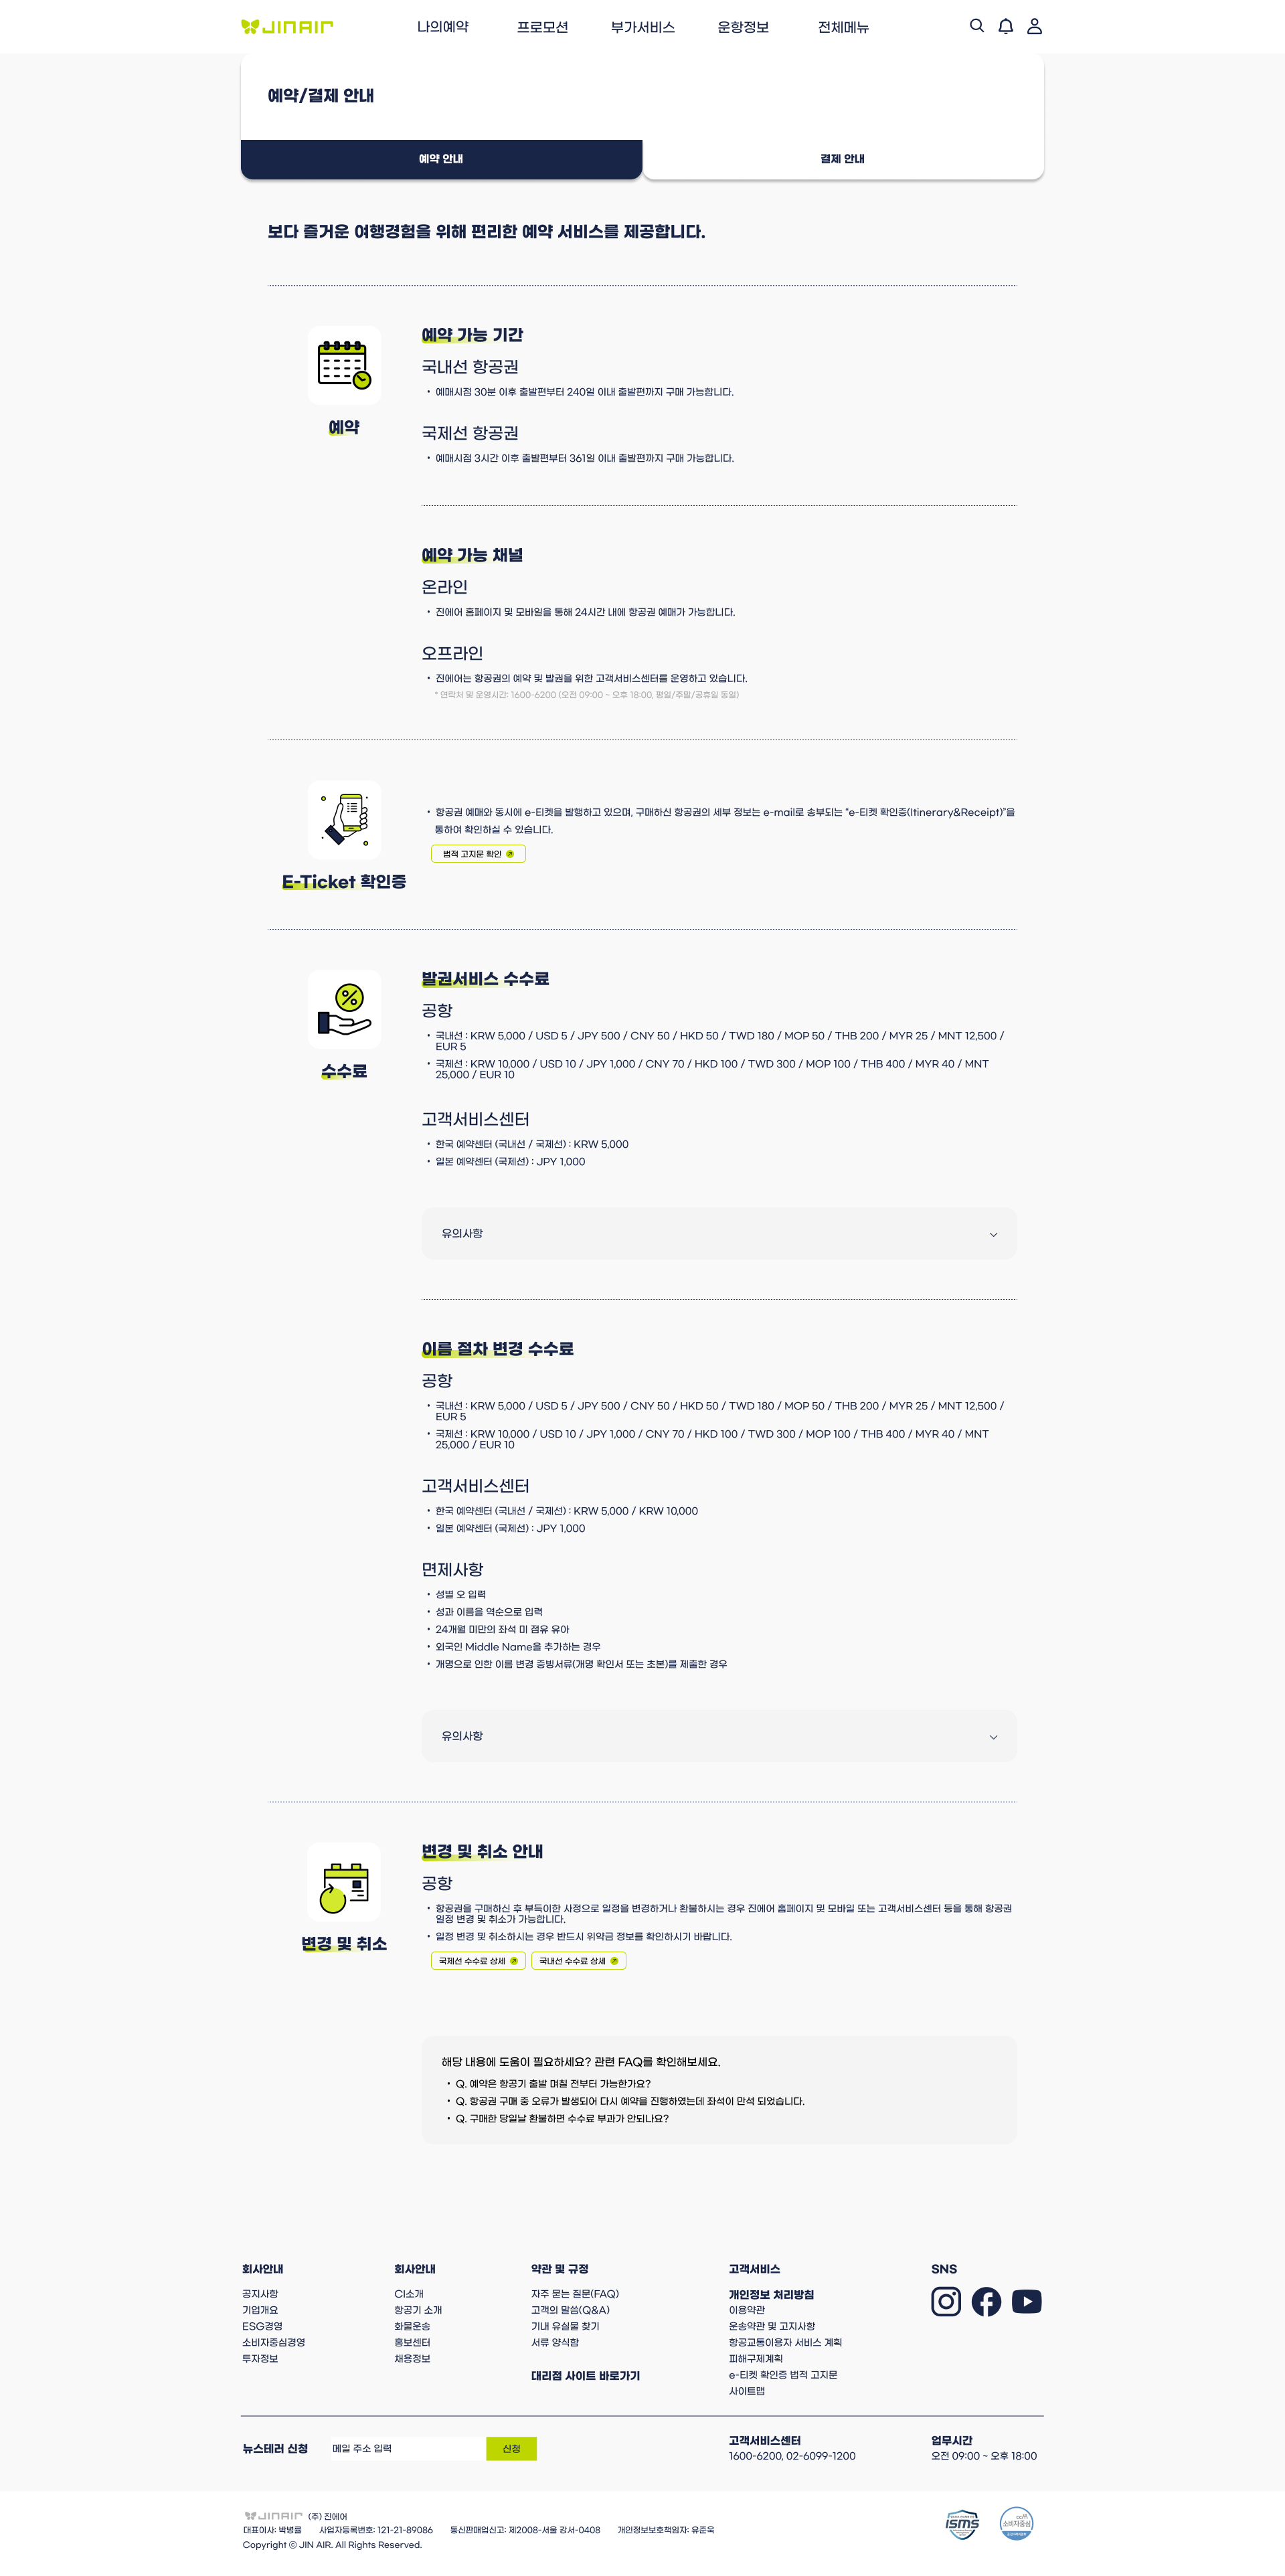 JINAIR
나의예약
프로모션
부가서비스
운항정보
전체메뉴
예약/결제 안내
예약 안내
결제 안내
보다 즐거운 여행경험을 위해 편리한 예약 서비스를 제공합니다.
예약
예약 가능 기간
국내선 항공권
• 예매시점 30분 이후 출발편부터 240일 이내 출발편까지 구매 가능합니다.
국제선 항공권
• 예매시점 3시간 이후 출발편부터 361일 이내 출발편까지 구매 가능합니다.
예약 가능 채널
온라인
• 진에어 홈페이지 및 모바일을 통해 24시간 내에 항공권 예매가 가능합니다.
오프라인
• 진에어는 항공권의 예약 및 발권을 위한 고객서비스센터를 운영하고 있습니다.
* 연락처 및 운영시간: 1600-6200 (오전 09:00 ~ 오후 18:00, 평일/주말/공휴일 동일)
E-Ticket 확인증
• 항공권 예매와 동시에 e-티켓을 발행하고 있으며, 구매하신 항공권의 세부 정보는 e-mail로 송부되는 "e-티켓 확인증(Itinerary&Receipt)"을
통하여 확인하실 수 있습니다.
법적 고지문 확인
수수료
발권서비스 수수료
공항
• 국내선 : KRW 5,000 / USD 5 / JPY 500 / CNY 50 / HKD 50 / TWD 180 / MOP 50 / THB 200 / MYR 25 / MNT 12,500 /
EUR 5
• 국제선 : KRW 10,000 / USD 10 / JPY 1,000 / CNY 70 / HKD 100 / TWD 300 / MOP 100 / THB 400 / MYR 40 / MNT
25,000 / EUR 10
고객서비스센터
• 한국 예약센터 (국내선 / 국제선) : KRW 5,000
• 일본 예약센터 (국제선) : JPY 1,000
유의사항
이름 절차 변경 수수료
공항
• 국내선 : KRW 5,000 / USD 5 / JPY 500 / CNY 50 / HKD 50 / TWD 180 / MOP 50 / THB 200 / MYR 25 / MNT 12,500 /
EUR 5
• 국제선 : KRW 10,000 / USD 10 / JPY 1,000 / CNY 70 / HKD 100 / TWD 300 / MOP 100 / THB 400 / MYR 40 / MNT
25,000 / EUR 10
고객서비스센터
• 한국 예약센터 (국내선 / 국제선) : KRW 5,000 / KRW 10,000
• 일본 예약센터 (국제선) : JPY 1,000
면제사항
• 성별 오 입력
• 성과 이름을 역순으로 입력
• 24개월 미만의 좌석 미 점유 유아
• 외국인 Middle Name을 추가하는 경우
• 개명으로 인한 이름 변경 증빙서류(개명 확인서 또는 초본)를 제출한 경우
유의사항
변경 및 취소
변경 및 취소 안내
공항
• 항공권을 구매하신 후 부득이한 사정으로 일정을 변경하거나 환불하시는 경우 진에어 홈페이지 및 모바일 또는 고객서비스센터 등을 통해 항공권
일정 변경 및 취소가 가능합니다.
• 일정 변경 및 취소하시는 경우 반드시 위약금 정보를 확인하시기 바랍니다.
국제선 수수료 상세
국내선 수수료 상세
해당 내용에 도움이 필요하세요? 관련 FAQ를 확인해보세요.
• Q. 예약은 항공기 출발 며칠 전부터 가능한가요?
• Q. 항공권 구매 중 오류가 발생되어 다시 예약을 진행하였는데 좌석이 만석 되었습니다.
• Q. 구매한 당일날 환불하면 수수료 부과가 안되나요?
회사안내
공지사항
기업개요
ESG경영
소비자중심경영
투자정보
회사안내
CI소개
항공기 소개
화물운송
홍보센터
채용정보
약관 및 규정
자주 묻는 질문(FAQ)
고객의 말씀(Q&A)
기내 유실물 찾기
서류 양식함
대리점 사이트 바로가기
고객서비스
개인정보 처리방침
이용약관
운송약관 및 고지사항
항공교통이용자 서비스 계획
피해구제계획
e-티켓 확인증 법적 고지문
사이트맵
SNS
뉴스테러 신청
메일 주소 입력
신청
고객서비스센터
1600-6200, 02-6099-1200
업무시간
오전 09:00 ~ 오후 18:00
JINAIR (주) 진에어
대표이사: 박병률 사업자등록번호: 121-21-89086 통신판매업신고: 제2008-서울 강서-0408 개인정보보호책임자: 유준욱
Copyright ⓒ JIN AIR. All Rights Reserved.
ISMS
ccm
소비자중심